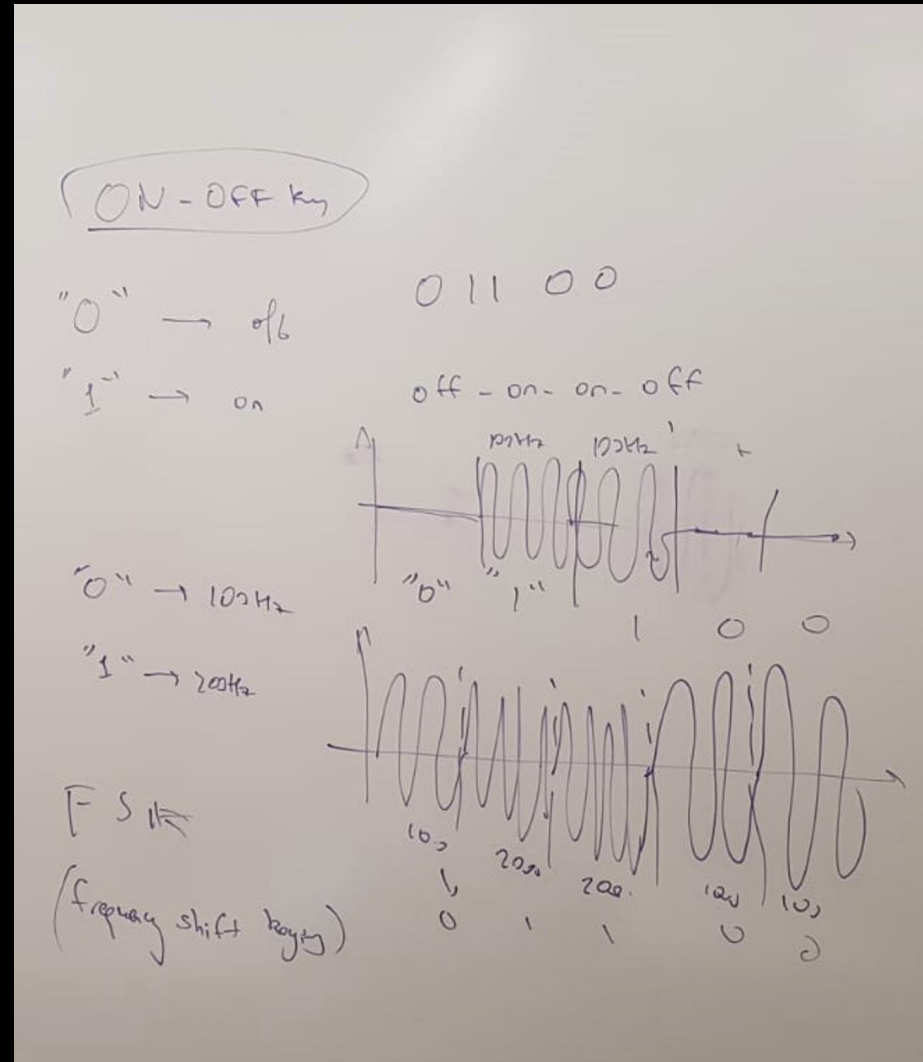 ON - OFF key
"0" → off
"1" → on
0 1 1 0 0
off - on - on - off
100Hz 100Hz
"0" "1" 1 0 0
"0" → 100Hz
"1" → 200Hz
FSK
(frequency shift keying)
100 200 200 100 100
0 1 1 0 0